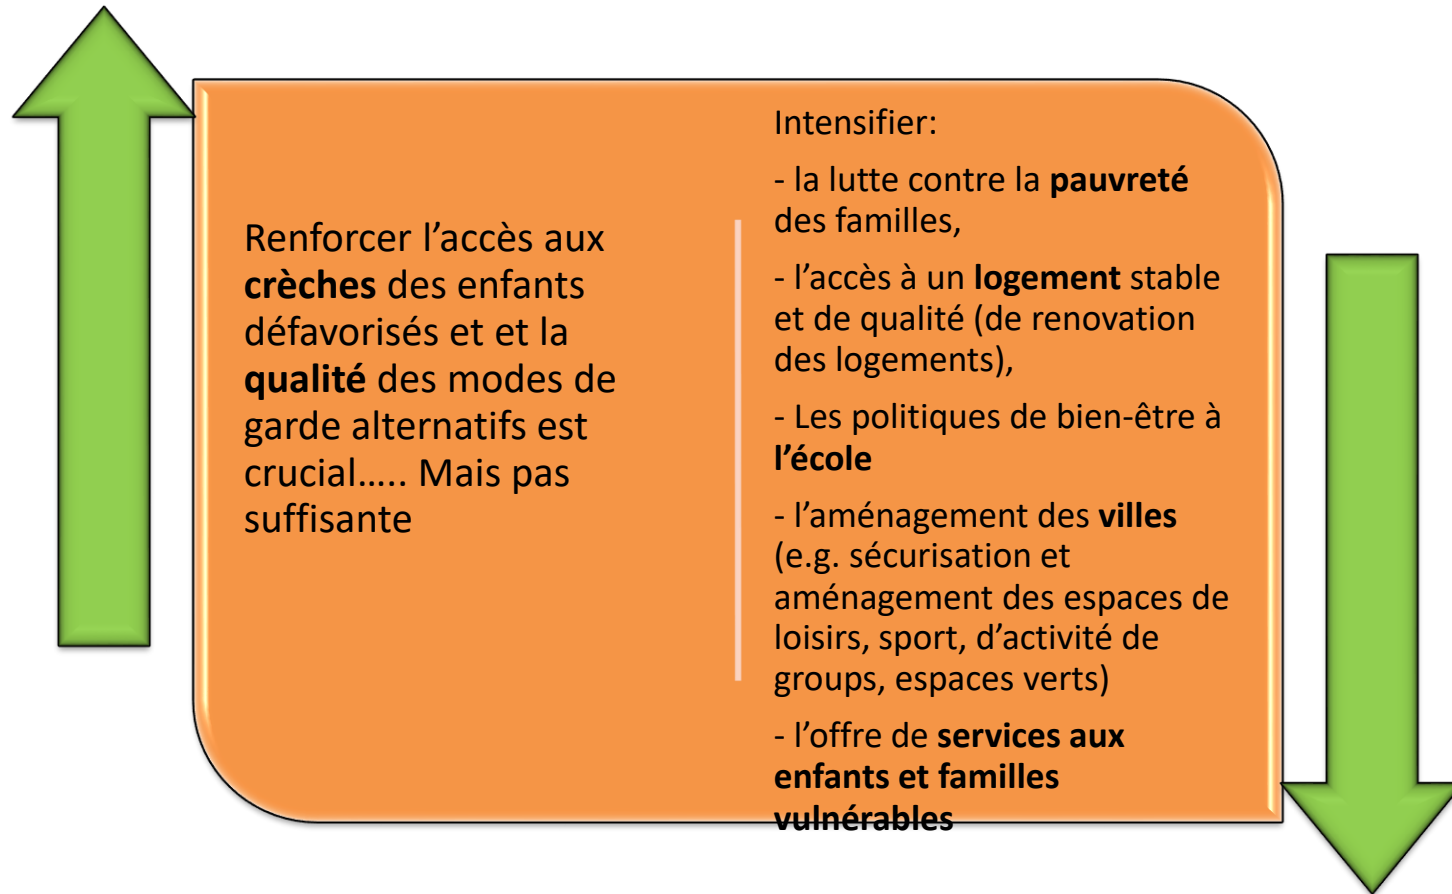 Renforcer l’accès aux
crèches des enfants
défavorisés et et la
qualité des modes de
garde alternatifs est
crucial….. Mais pas
suffisante
Intensifier:
- la lutte contre la pauvreté
des familles,
- l’accès à un logement stable
et de qualité (de renovation
des logements),
- Les politiques de bien-être à
l’école
- l’aménagement des villes
(e.g. sécurisation et
aménagement des espaces de
loisirs, sport, d’activité de
groups, espaces verts)
- l’offre de services aux
enfants et familles
vulnérables